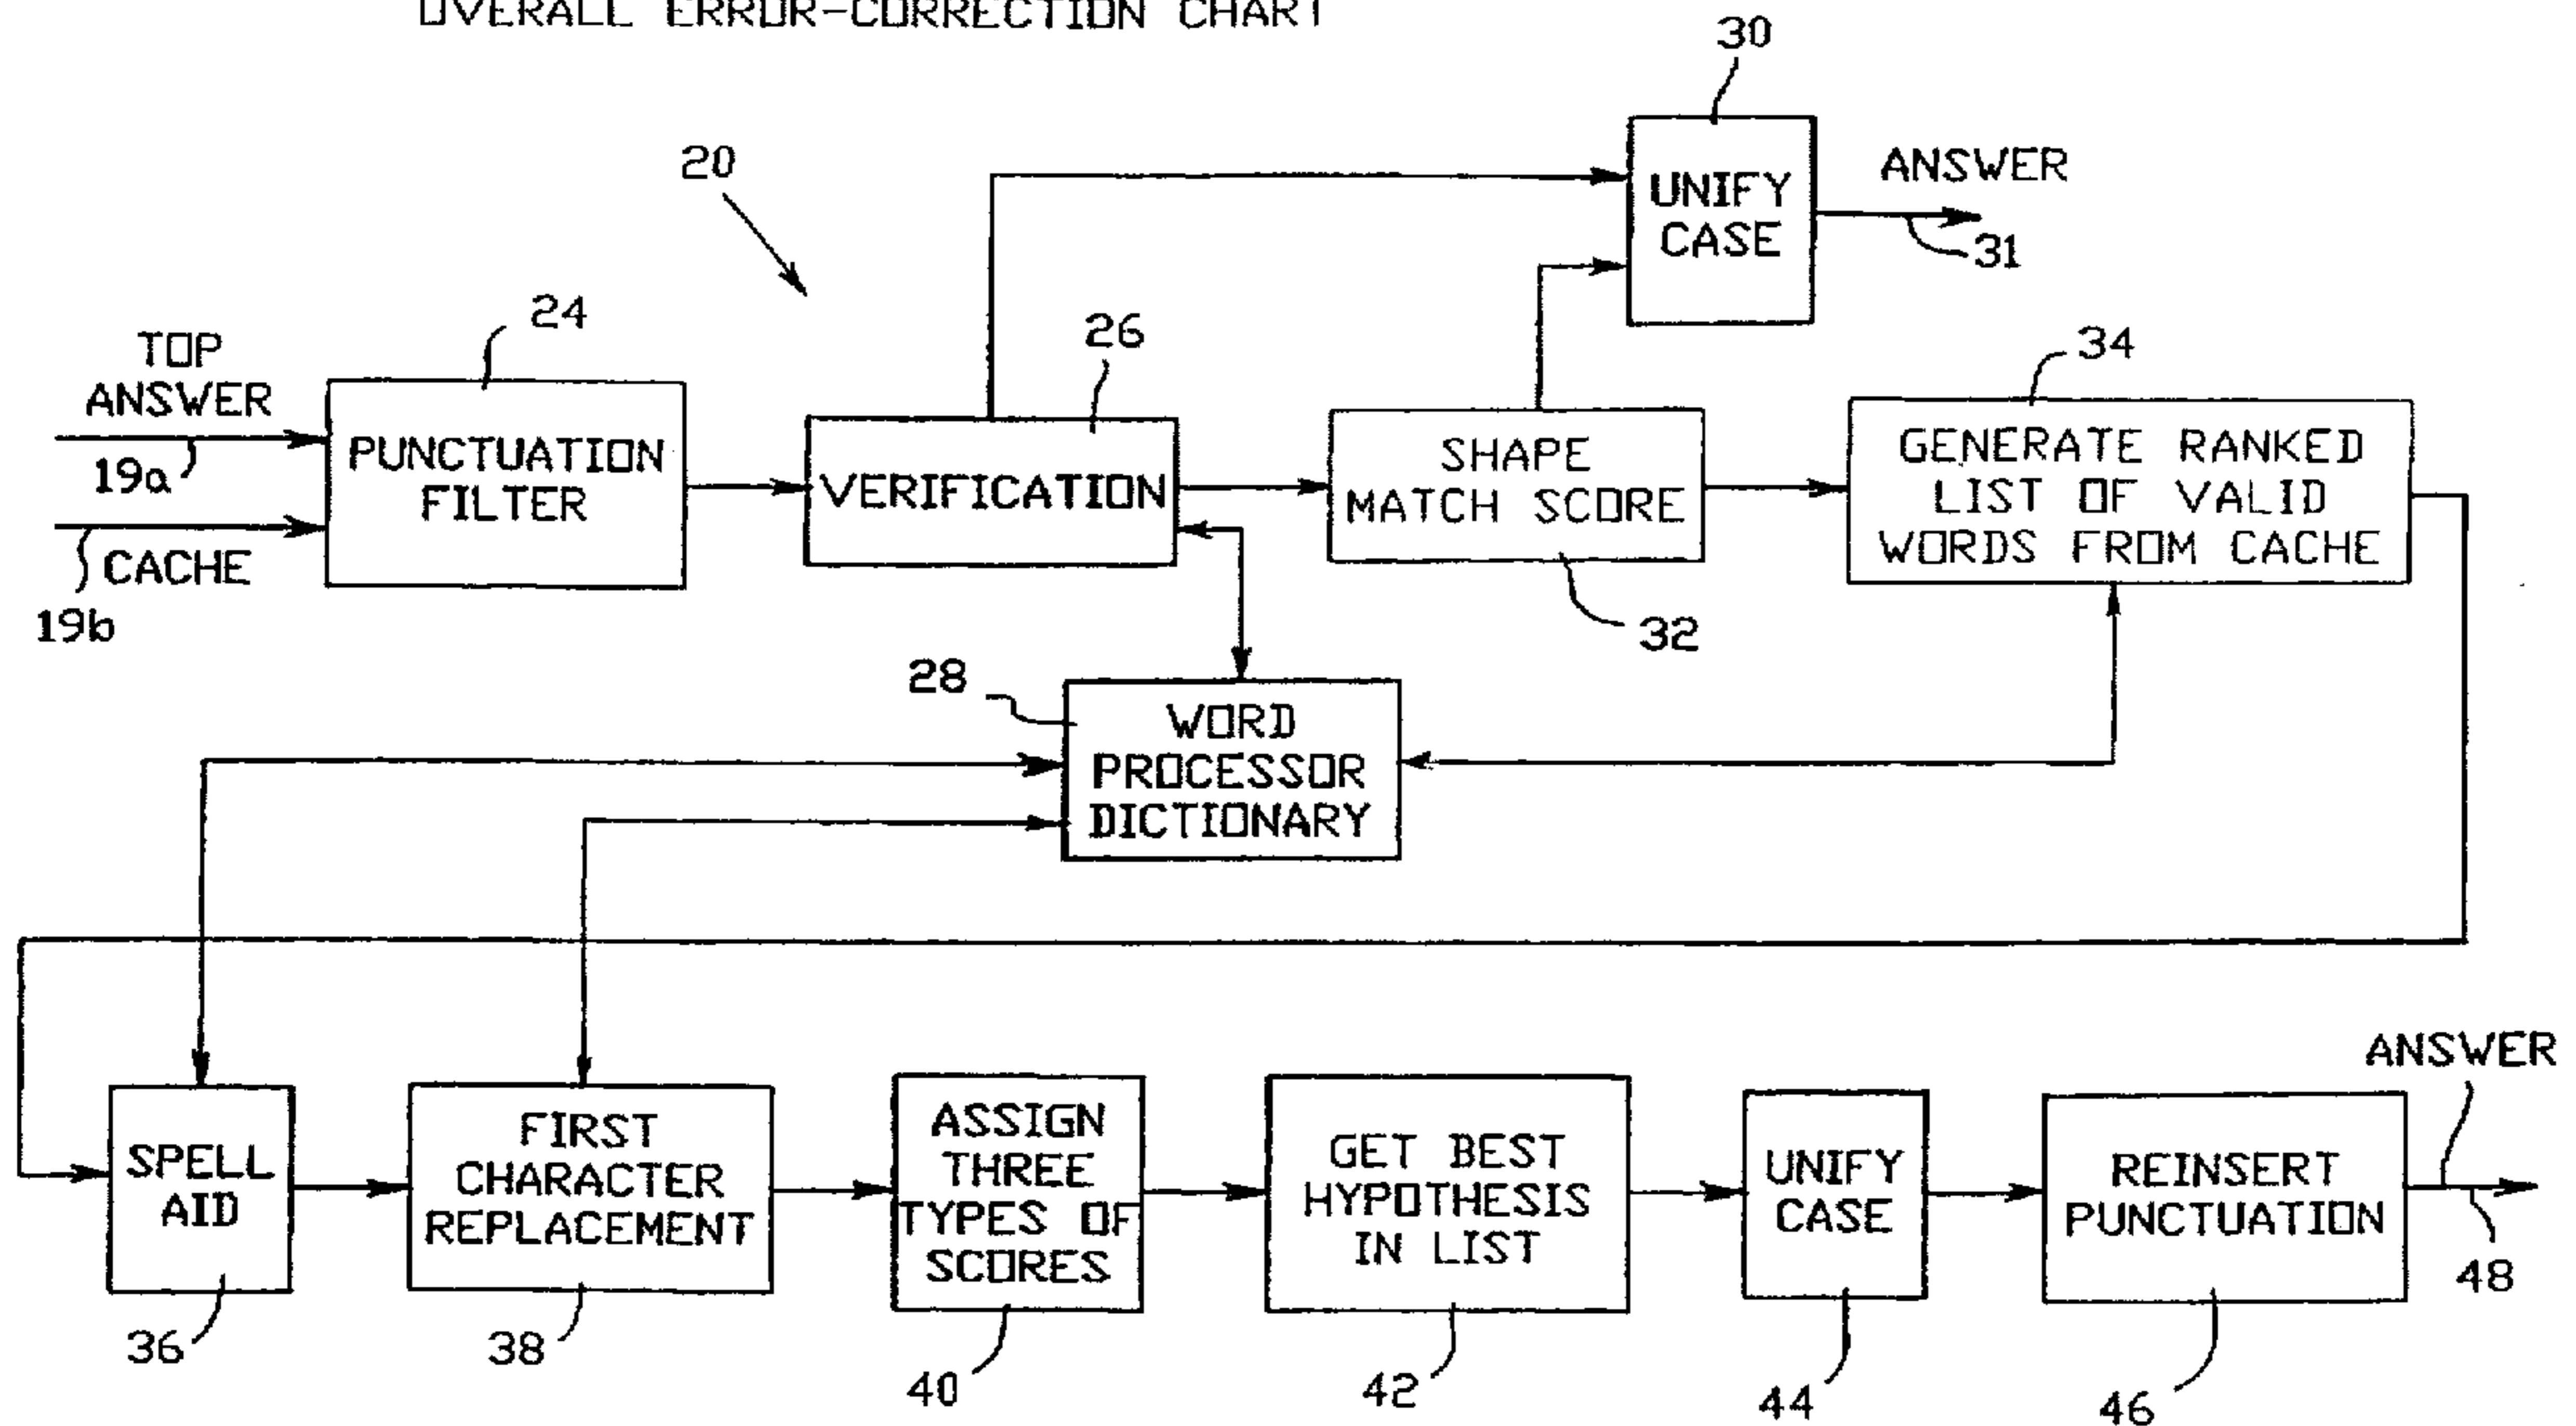 OVERALL ERROR-CORRECTION CHART
30
20
ANSWER
UNIFY
CASE
31
24
26
34
TOP
ANSWER
19a
PUNCTUATION
FILTER
VERIFICATION
SHAPE
MATCH SCORE
GENERATE RANKED
LIST OF VALID
WORDS FROM CACHE
CACHE
19b
32
28
WORD
PROCESSOR
DICTIONARY
ANSWER
SPELL
AID
FIRST
CHARACTER
REPLACEMENT
ASSIGN
THREE
TYPES OF
SCORES
GET BEST
HYPOTHESIS
IN LIST
UNIFY
CASE
REINSERT
PUNCTUATION
48
36
38
40
42
44
46